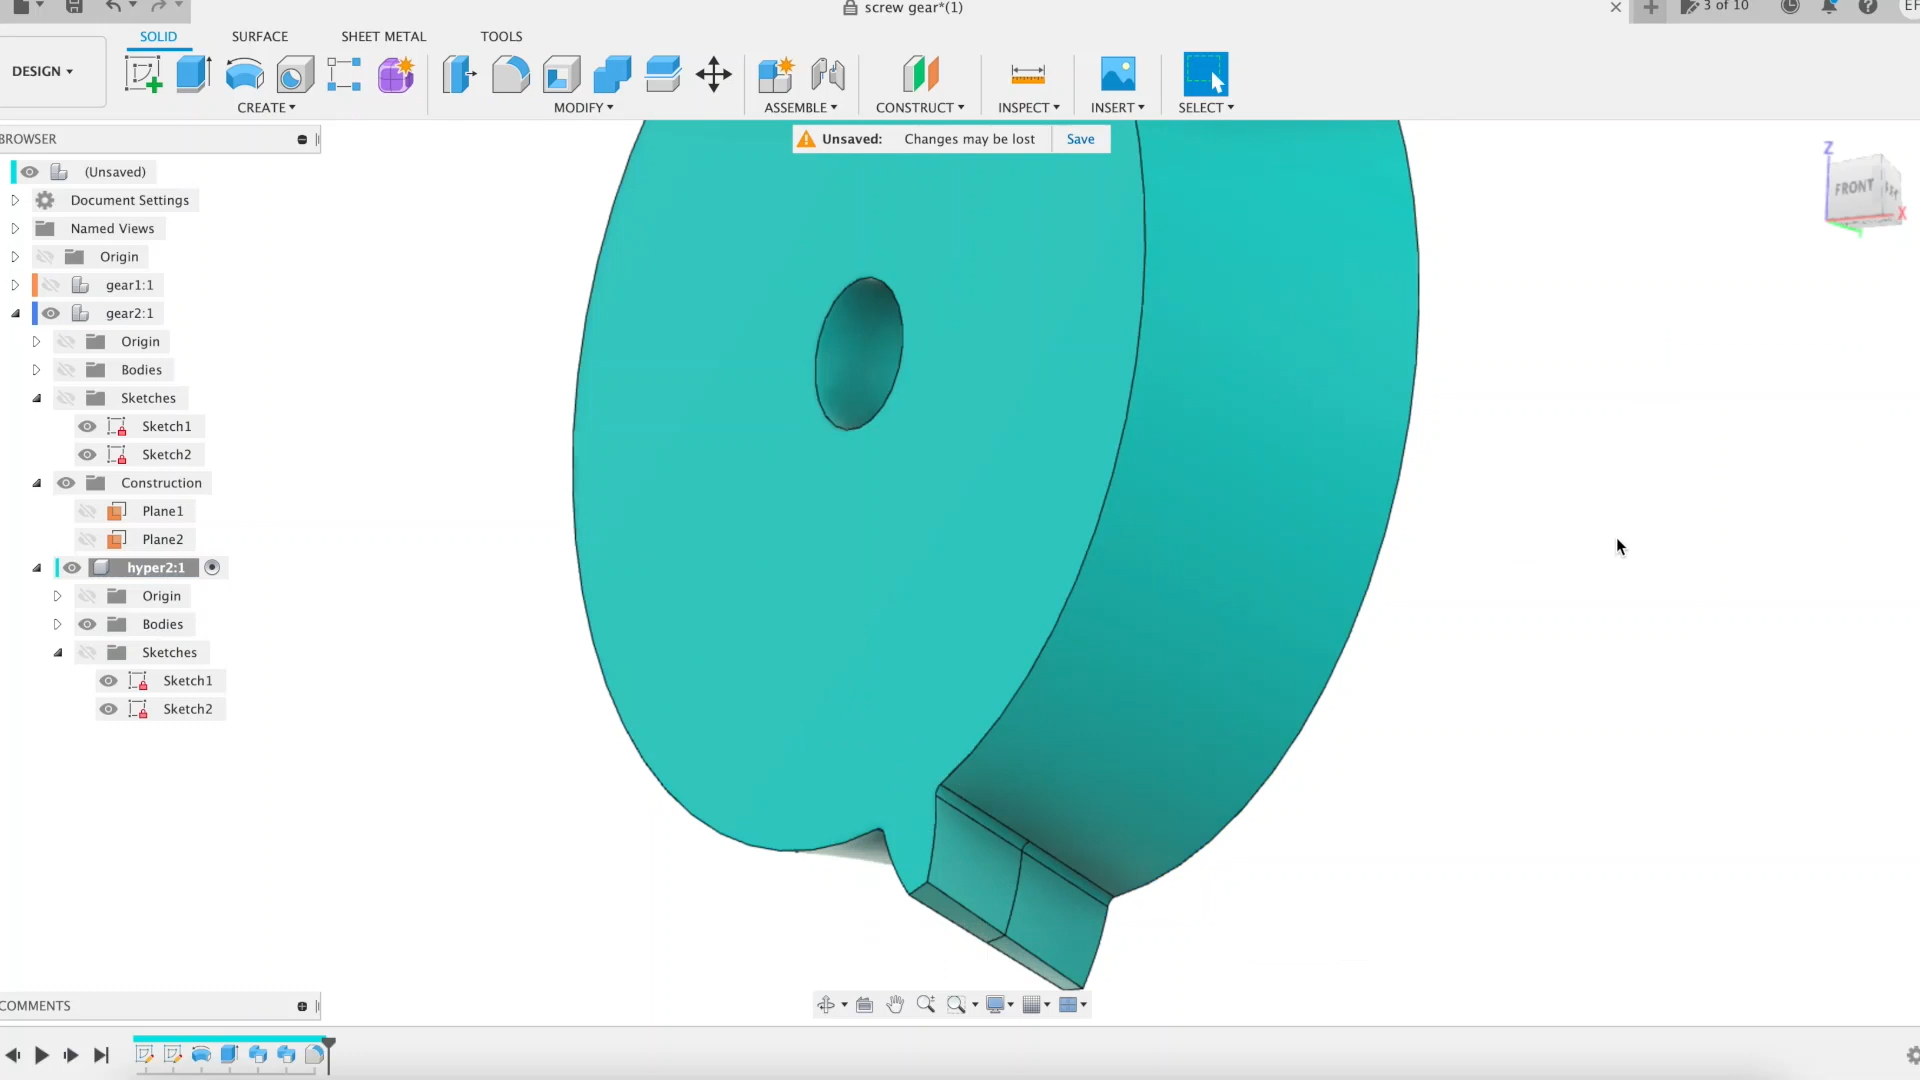 screw gear*(1)
3 of 10
SOLID
SURFACE
SHEET METAL
TOOLS
DESIGN
CREATE
MODIFY
ASSEMBLE
CONSTRUCT
INSPECT
INSERT
SELECT
BROWSER
Unsaved: Changes may be lost Save
(Unsaved)
Document Settings
Named Views
Origin
gear1:1
gear2:1
Origin
Bodies
Sketches
Sketch1
Sketch2
Construction
Plane1
Plane2
hyper2:1
Origin
Bodies
Sketches
Sketch1
Sketch2
Z
FRONT
X
COMMENTS